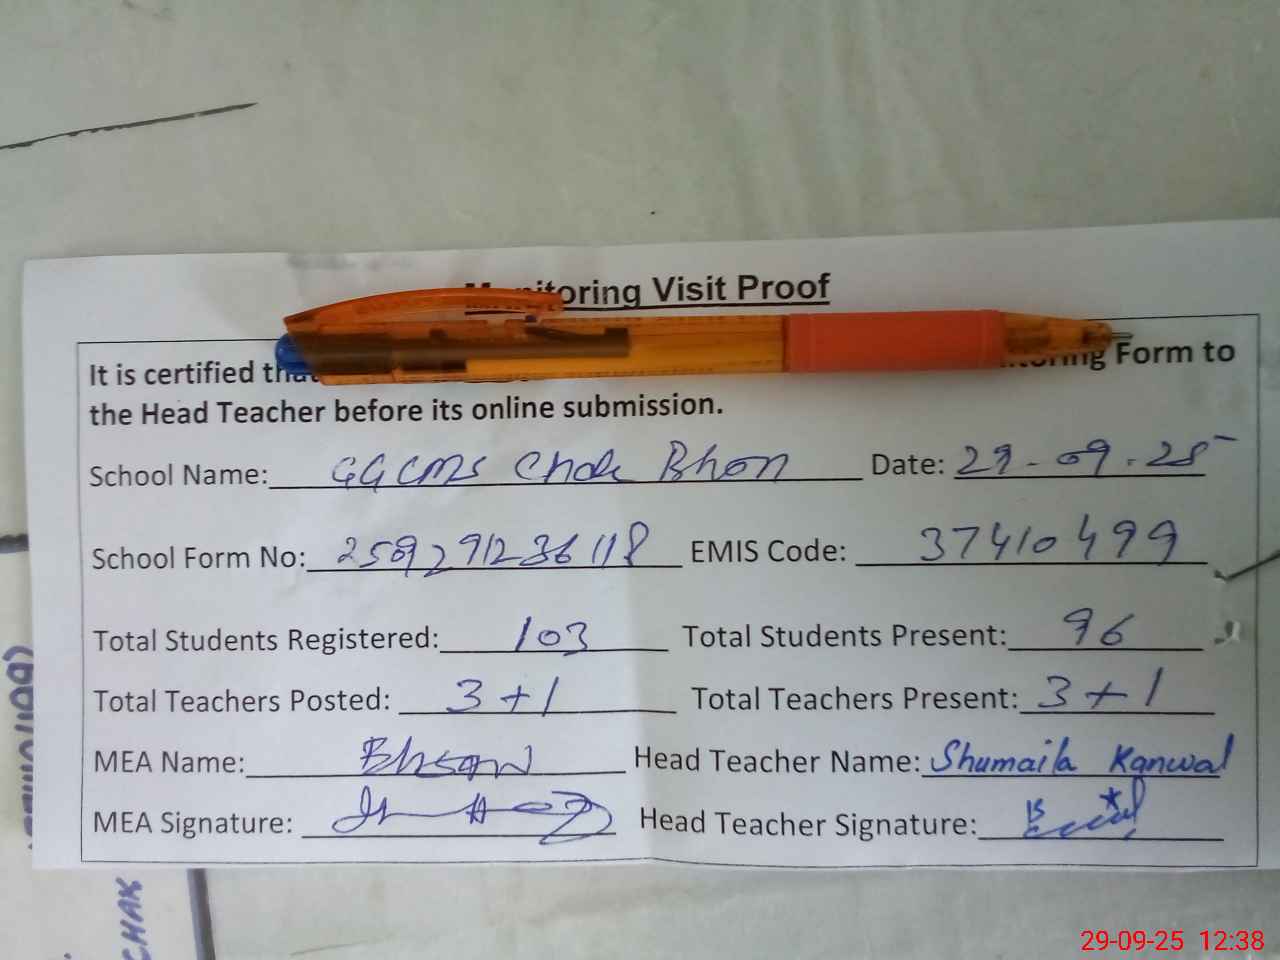 Monitoring Visit Proof
It is certified that Form to
the Head Teacher before its online submission.
School Name: GGCMS Chak Bhon Date: 29-09-25
School Form No: 259291236118 EMIS Code: 37410499
Total Students Registered: 103 Total Students Present: 96
Total Teachers Posted: 3+1 Total Teachers Present: 3+1
MEA Name: Head Teacher Name: Shumaila Kanwal
MEA Signature: Head Teacher Signature:
CHAK
29-09-25 12:38